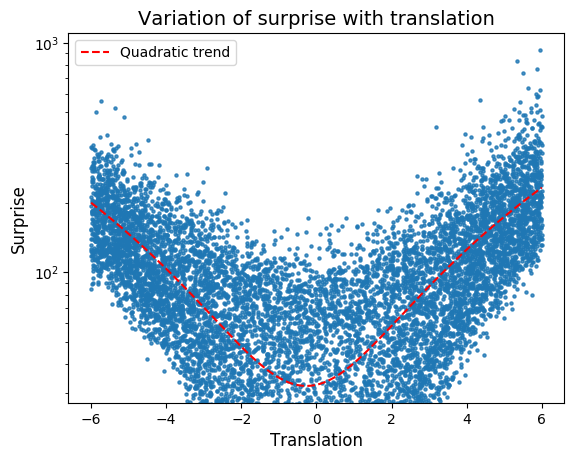 Variation of surprise with translation
Quadratic trend
10³
10²
Surprise
−6
−4
−2
0
2
4
6
Translation